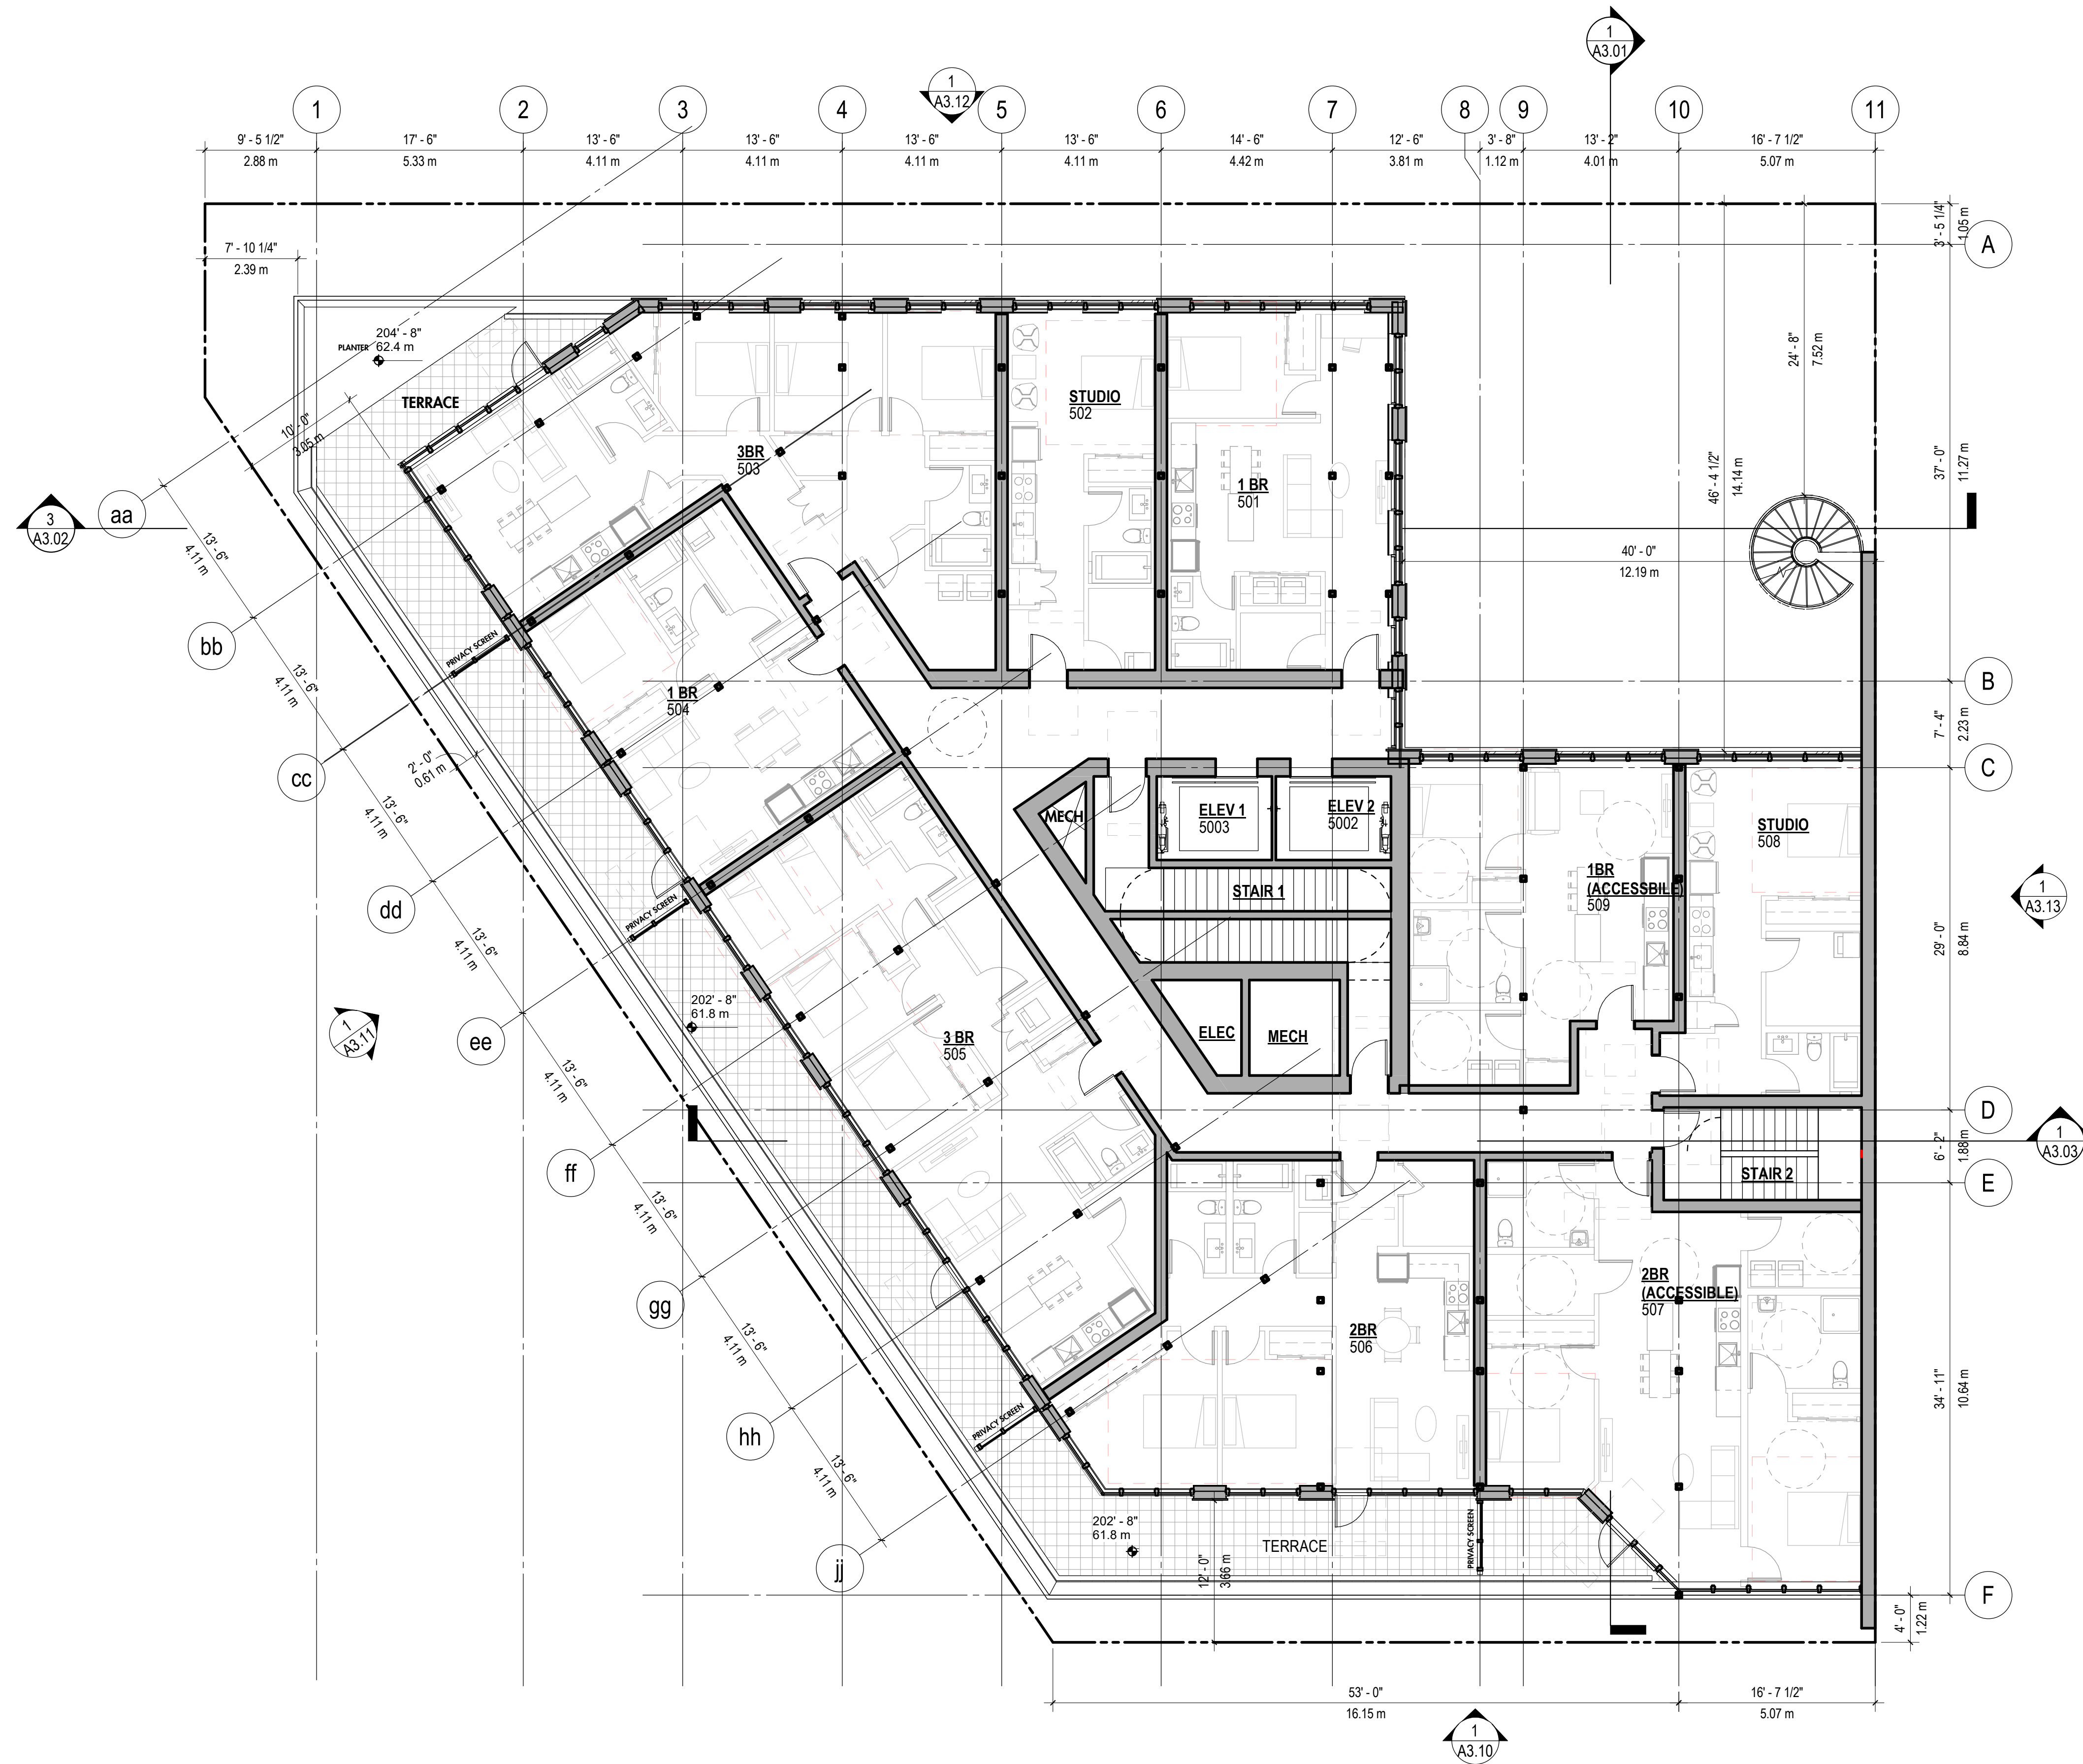 1
A3.01
1
A3.12
1
2
3
4
5
6
7
8
9
10
11
9' - 5 1/2"
17' - 6"
13' - 6"
13' - 6"
13' - 6"
13' - 6"
14' - 6"
12' - 6"
3' - 8"
13' - 2"
16' - 7 1/2"
2.88 m
5.33 m
4.11 m
4.11 m
4.11 m
4.11 m
4.42 m
3.81 m
1.12 m
4.01 m
5.07 m
3' - 5 1/4"
1.05 m
A
7' - 10 1/4"
2.39 m
204' - 8"
62.4 m
PLANTER
TERRACE
10' - 0"
3.05 m
STUDIO
502
3BR
503
1 BR
501
24' - 8"
7.52 m
46' - 4 1/2"
14.14 m
37' - 0"
11.27 m
40' - 0"
12.19 m
3
A3.02
aa
13' - 6"
4.11 m
bb
PRIVACY SCREEN
13' - 6"
4.11 m
1 BR
504
B
7' - 4"
2.23 m
C
cc
2' - 0"
0.61 m
13' - 6"
4.11 m
MECH
ELEV 1
5003
ELEV 2
5002
STUDIO
508
STAIR 1
1BR
(ACCESSBILE)
509
1
A3.13
dd
PRIVACY SCREEN
13' - 6"
4.11 m
29' - 0"
8.84 m
202' - 8"
61.8 m
1
A3.11
ee
3 BR
505
ELEC
MECH
13' - 6"
4.11 m
D
6' - 2"
1.88 m
1
A3.03
ff
STAIR 2
E
13' - 6"
4.11 m
gg
2BR
(ACCESSIBLE)
507
2BR
506
13' - 6"
4.11 m
34' - 11"
10.64 m
hh
PRIVACY SCREEN
13' - 6"
4.11 m
202' - 8"
61.8 m
TERRACE
PRIVACY SCREEN
12' - 0"
3.66 m
jj
F
4' - 0"
1.22 m
53' - 0"
16.15 m
16' - 7 1/2"
5.07 m
1
A3.10